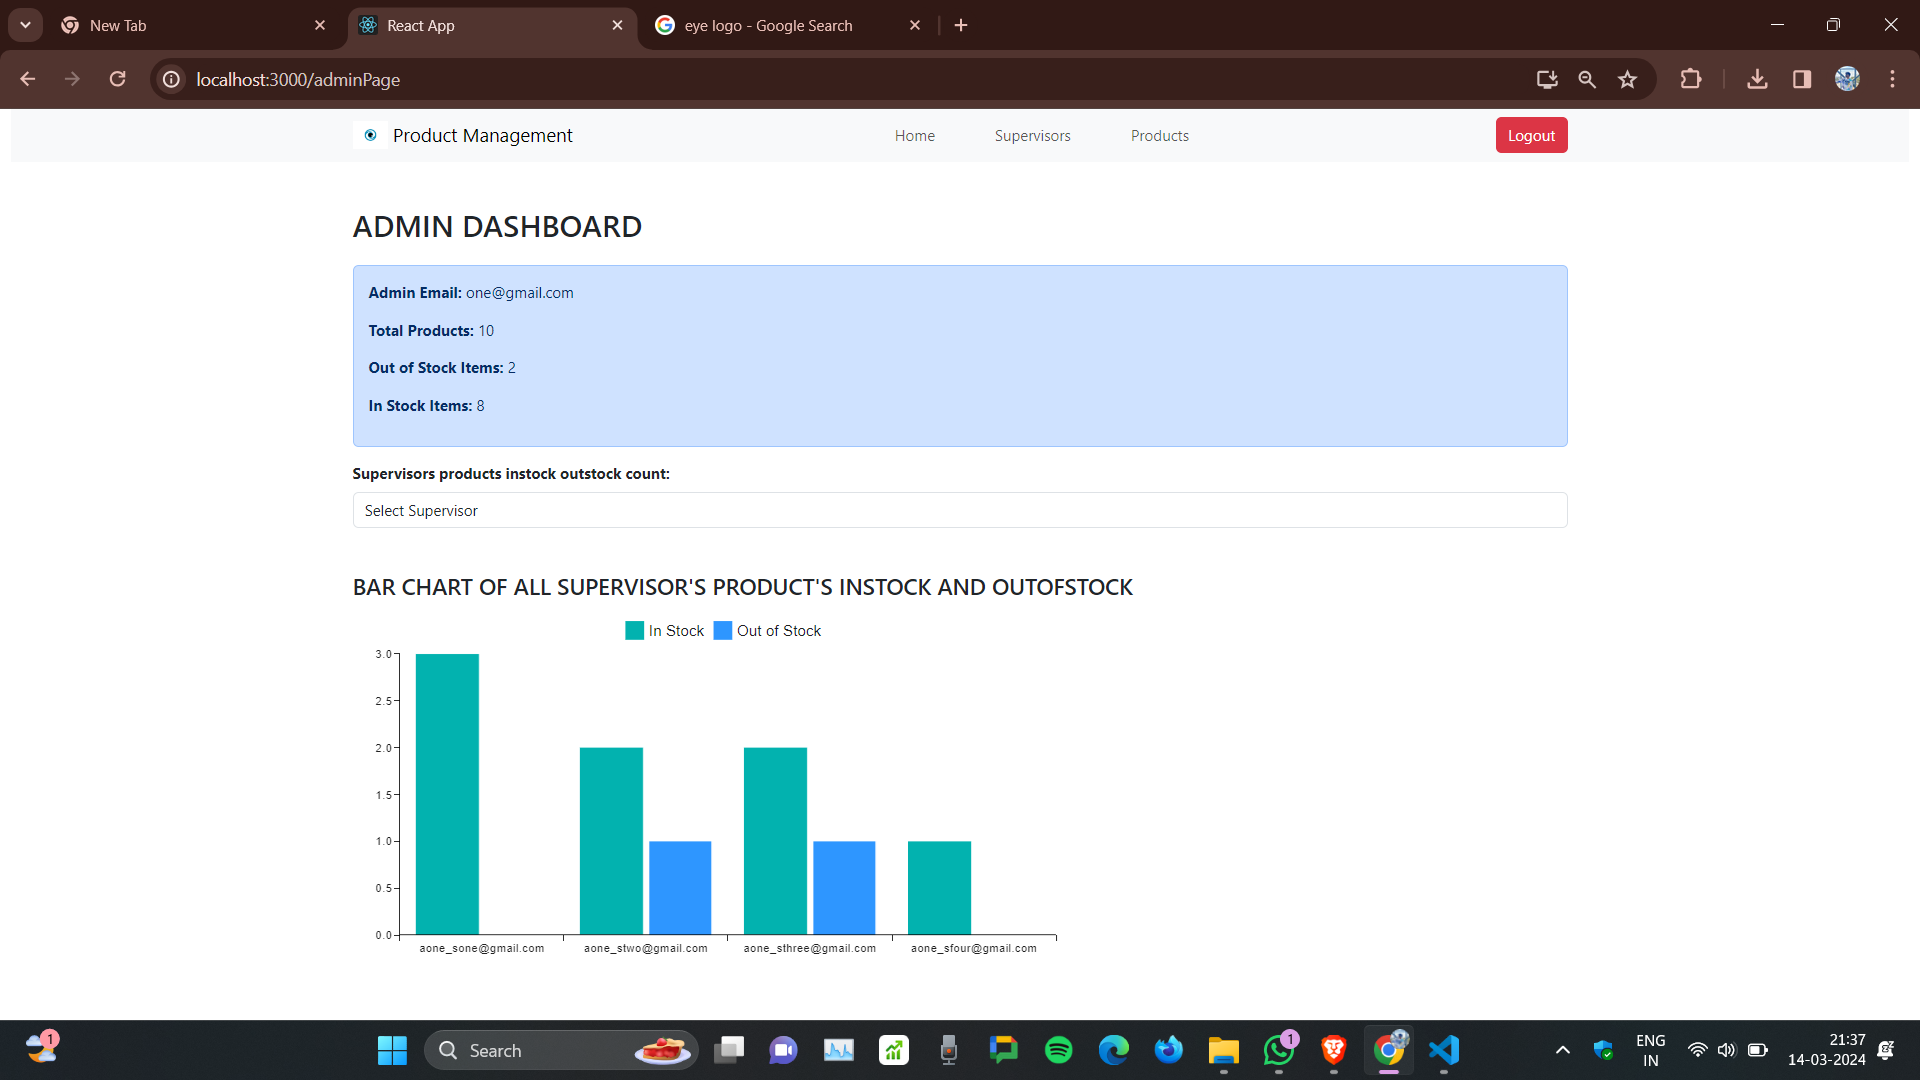 New Tab
React App
eye logo - Google Search
localhost:3000/adminPage
Product Management
Home
Supervisors
Products
Logout
ADMIN DASHBOARD
Admin Email: one@gmail.com
Total Products: 10
Out of Stock Items: 2
In Stock Items: 8
Supervisors products instock outstock count:
Select Supervisor
BAR CHART OF ALL SUPERVISOR'S PRODUCT'S INSTOCK AND OUTOFSTOCK
In Stock
Out of Stock
3.0
2.5
2.0
1.5
1.0
0.5
0.0
aone_sone@gmail.com
aone_stwo@gmail.com
aone_sthree@gmail.com
aone_sfour@gmail.com
1
Search
1
ENG
IN
21:37
14-03-2024